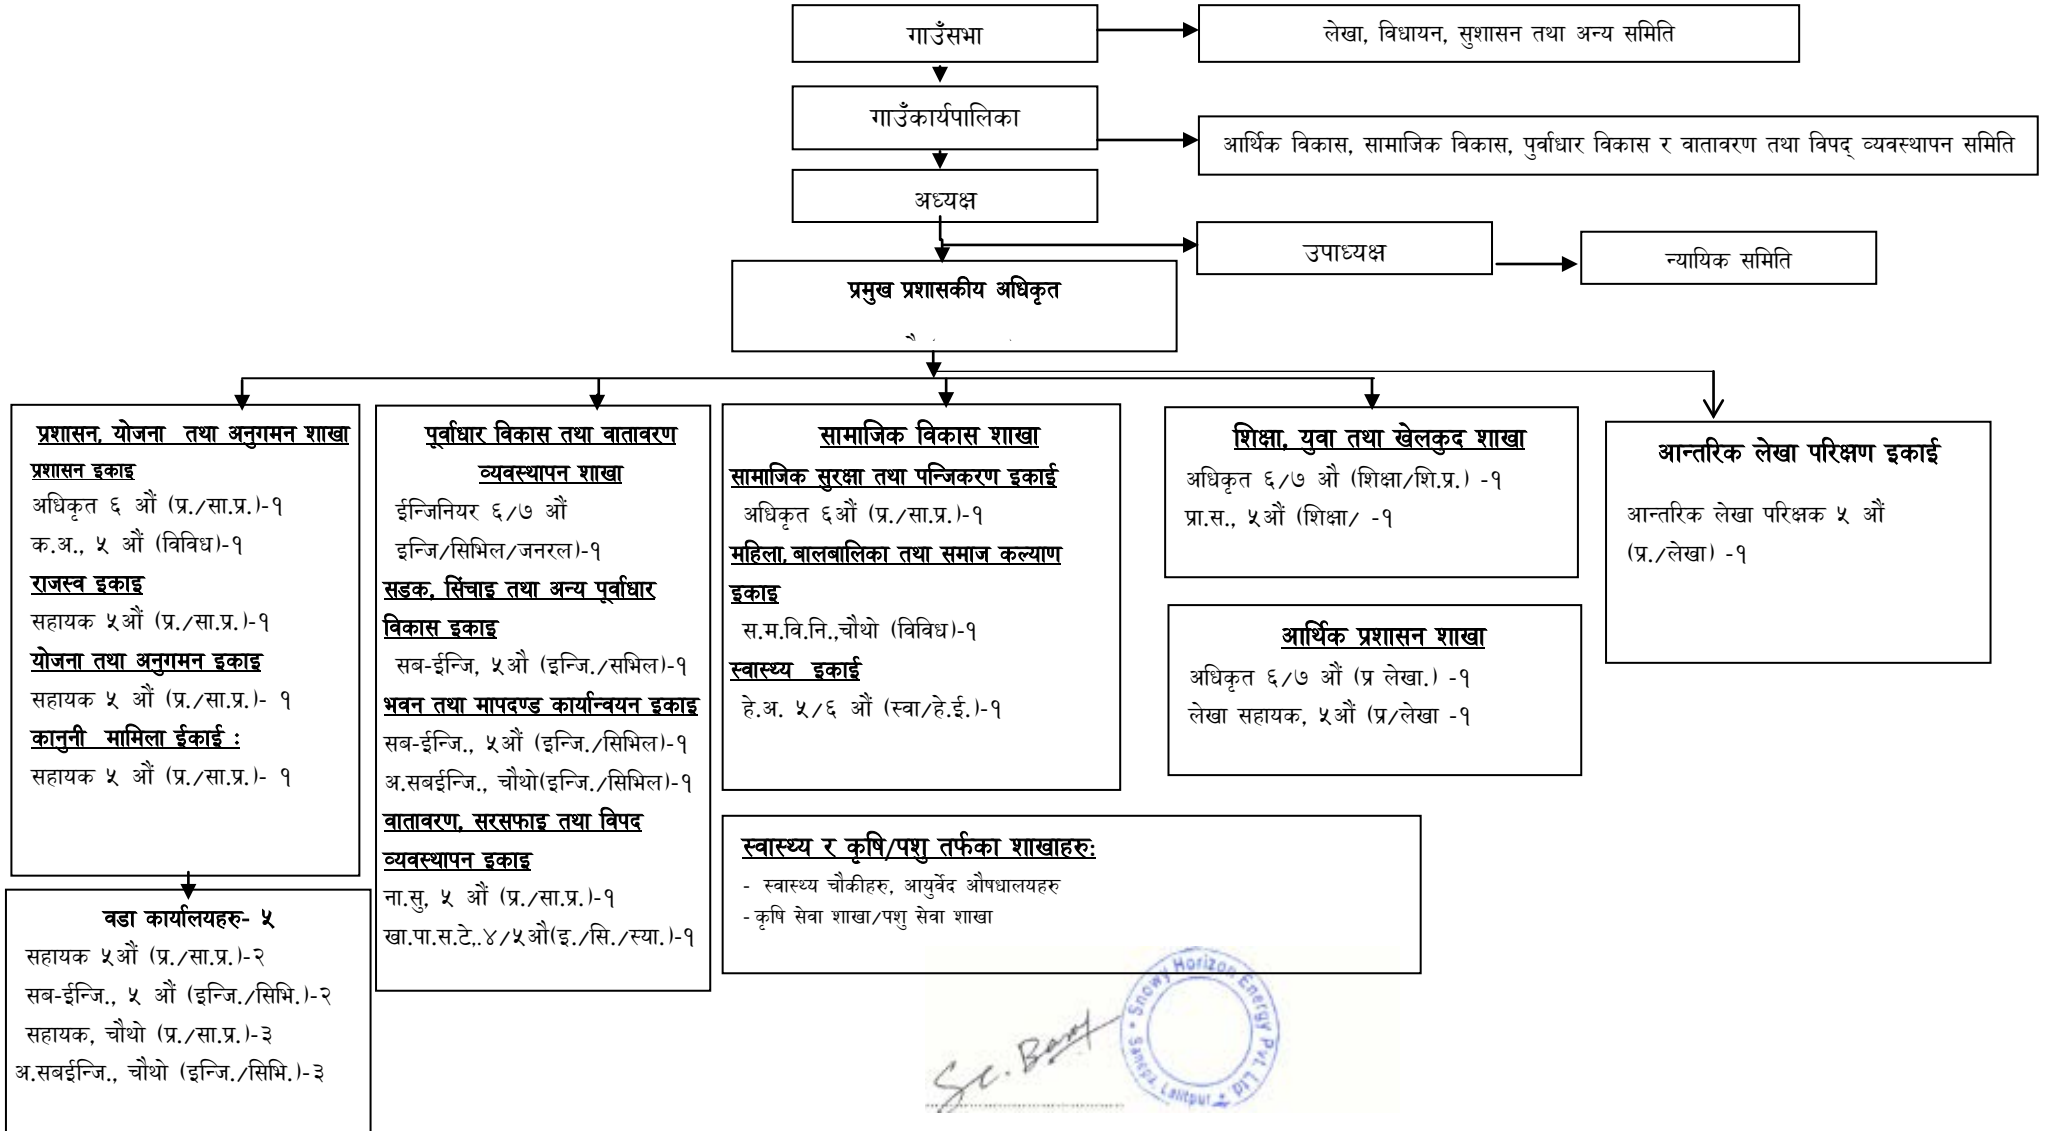 गाउँसभा
लेखा, विधायन, सुशासन तथा अन्य समिति
गाउँकार्यपालिका
आर्थिक विकास, सामाजिक विकास, पुर्वाधार विकास र वातावरण तथा विपद् व्यवस्थापन समिति
अध्यक्ष
उपाध्यक्ष
न्यायिक समिति
प्रमुख प्रशासकीय अधिकृत
प्रशासन, योजना तथा अनुगमन शाखा
प्रशासन इकाइ
अधिकृत ६ औं (प्र./सा.प्र.)-१
क.अ., ५ औं (विविध)-१
राजस्व इकाइ
सहायक ५औं (प्र./सा.प्र.)-१
योजना तथा अनुगमन इकाइ
सहायक ५ औं (प्र./सा.प्र.)- १
कानुनी मामिला ईकाई :
सहायक ५ औं (प्र./सा.प्र.)- १
वडा कार्यालयहरु- ५
सहायक ५औं (प्र./सा.प्र.)-२
सब-ईन्जि., ५ औं (इन्जि./सिभि.)-२
सहायक, चौथो (प्र./सा.प्र.)-३
अ.सबईन्जि., चौथो (इन्जि./सिभि.)-३
पूर्वाधार विकास तथा वातावरण
व्यवस्थापन शाखा
ईन्जिनियर ६/७ औं
इन्जि/सिभिल/जनरल)-१
सडक, सिंचाइ तथा अन्य पूर्वाधार
विकास इकाइ
सब-ईन्जि, ५औ (इन्जि./सभिल)-१
भवन तथा मापदण्ड कार्यान्वयन इकाइ
सब-ईन्जि., ५औं (इन्जि./सिभिल)-१
अ.सबईन्जि., चौथो(इन्जि./सिभिल)-१
वातावरण, सरसफाइ तथा विपद
व्यवस्थापन इकाइ
ना.सु, ५ औं (प्र./सा.प्र.)-१
खा.पा.स.टे,.४/५औ(इ./सि./स्या.)-१
सामाजिक विकास शाखा
सामाजिक सुरक्षा तथा पन्जिकरण इकाई
अधिकृत ६औं (प्र./सा.प्र.)-१
महिला, बालबालिका तथा समाज कल्याण
इकाइ
स.म.वि.नि.,चौथो (विविध)-१
स्वास्थ्य इकाई
हे.अ. ५/६ औं (स्वा/हे.ई.)-१
शिक्षा, युवा तथा खेलकुद शाखा
अधिकृत ६/७ औ (शिक्षा/शि.प्र.) -१
प्रा.स., ५औं (शिक्षा/ -१
आर्थिक प्रशासन शाखा
अधिकृत ६/७ औं (प्र लेखा.) -१
लेखा सहायक, ५औं (प्र/लेखा -१
आन्तरिक लेखा परिक्षण इकाई
आन्तरिक लेखा परिक्षक ५ औं
(प्र./लेखा) -१
स्वास्थ्य र कृषि/पशु तर्फका शाखाहरु:
- स्वास्थ्य चौकीहरु, आयुर्वेद औषधालयहरु
- कृषि सेवा शाखा/पशु सेवा शाखा
Snowy Horizon Energy Pvt. Ltd.
Sanepa, Lalitpur